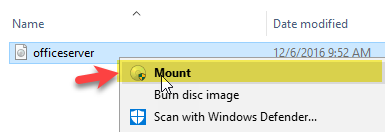 Name Date modified
officeserver 12/6/2016 9:52 AM
Mount
Burn disc image
Scan with Windows Defender...